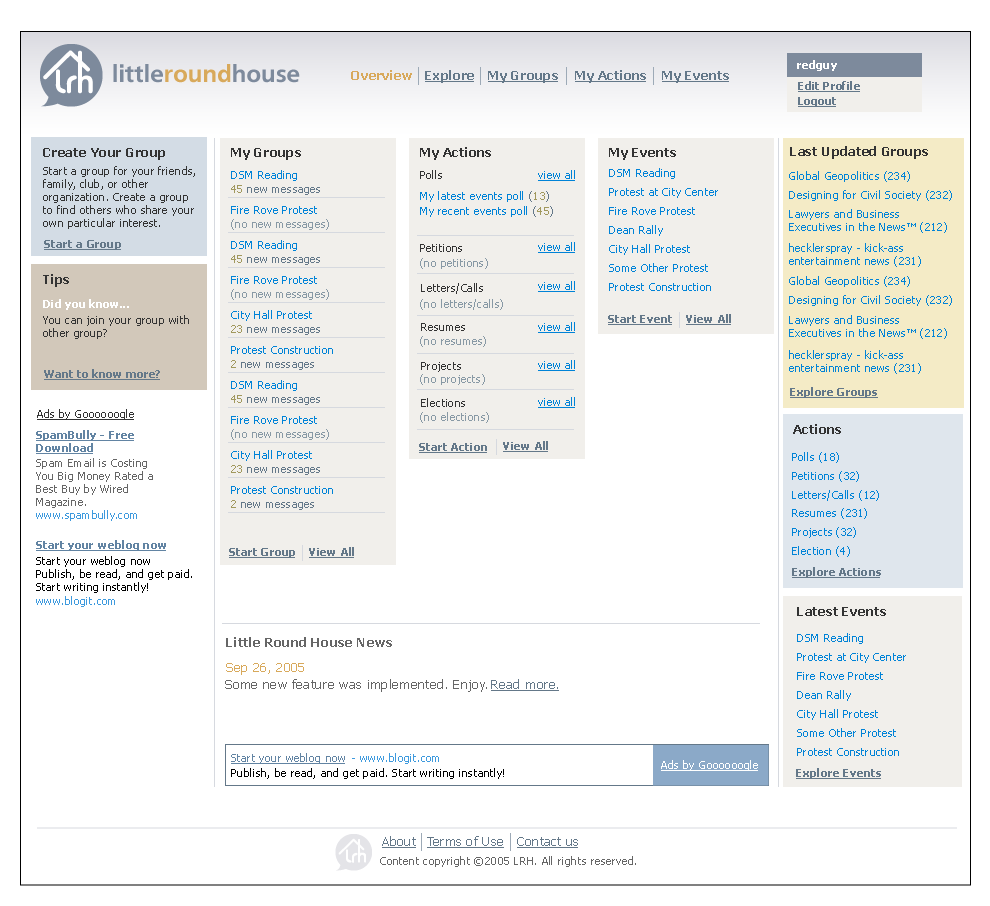 lrh littleroundhouse
Overview Explore My Groups My Actions My Events
redguy
Edit Profile
Logout
Create Your Group
Start a group for your friends,
family, club, or other
organization. Create a group
to find others who share your
own particular interest.
Start a Group
Tips
Did you know...
You can join your group with
other group?
Want to know more?
Ads by Goooooogle
SpamBully - Free
Download
Spam Email is Costing
You Big Money Rated a
Best Buy by Wired
Magazine.
www.spambully.com
Start your weblog now
Start your weblog now
Publish, be read, and get paid.
Start writing instantly!
www.blogit.com
My Groups
DSM Reading
45 new messages
Fire Rove Protest
(no new messages)
DSM Reading
45 new messages
Fire Rove Protest
(no new messages)
City Hall Protest
23 new messages
Protest Construction
2 new messages
DSM Reading
45 new messages
Fire Rove Protest
(no new messages)
City Hall Protest
23 new messages
Protest Construction
2 new messages
Start Group View All
My Actions
Polls view all
My latest events poll (13)
My recent events poll (45)
Petitions view all
(no petitions)
Letters/Calls view all
(no letters/calls)
Resumes view all
(no resumes)
Projects view all
(no projects)
Elections view all
(no elections)
Start Action View All
My Events
DSM Reading
Protest at City Center
Fire Rove Protest
Dean Rally
City Hall Protest
Some Other Protest
Protest Construction
Start Event View All
Last Updated Groups
Global Geopolitics (234)
Designing for Civil Society (232)
Lawyers and Business
Executives in the News™ (212)
hecklerspray - kick-ass
entertainment news (231)
Global Geopolitics (234)
Designing for Civil Society (232)
Lawyers and Business
Executives in the News™ (212)
hecklerspray - kick-ass
entertainment news (231)
Explore Groups
Actions
Polls (18)
Petitions (32)
Letters/Calls (12)
Resumes (231)
Projects (32)
Election (4)
Explore Actions
Latest Events
DSM Reading
Protest at City Center
Fire Rove Protest
Dean Rally
City Hall Protest
Some Other Protest
Protest Construction
Explore Events
Little Round House News
Sep 26, 2005
Some new feature was implemented. Enjoy. Read more.
Start your weblog now - www.blogit.com
Publish, be read, and get paid. Start writing instantly!
Ads by Goooooogle
lrh
About Terms of Use Contact us
Content copyright ©2005 LRH. All rights reserved.